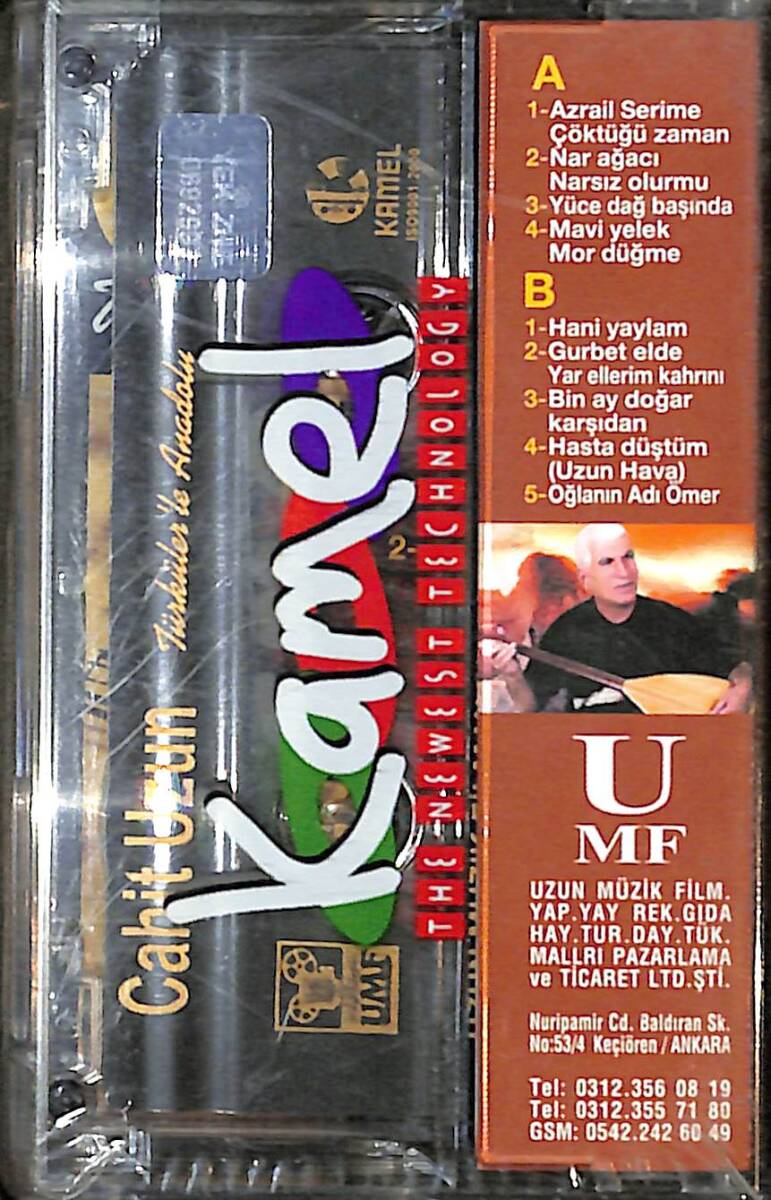 A
1-Azrail Serime
Çöktüğü zaman
2-Nar ağacı
Narsız olurmu
3-Yüce dağ başında
4-Mavi yelek
Mor düğme
B
1-Hani yaylam
2-Gurbet elde
Yar ellerim kahrını
3-Bin ay doğar
karşıdan
4-Hasta düştüm
(Uzun Hava)
5-Oğlanın Adı Ömer
U
MF
UZUN MÜZİK FİLM.
YAP.YAY REK.GIDA
HAY.TUR.DAY.TÜK.
MALLRI PAZARLAMA
ve TİCARET LTD.ŞTİ.
Nuripamir Cd. Baldıran Sk.
No:53/4 Keçiören / ANKARA
Tel: 0312.356 08 19
Tel: 0312.355 71 80
GSM: 0542.242 60 49
Cahit Uzun
Türküler'le Anadolu
Kamel
THE NEWEST TECHNOLOGY
KAMEL
ISO9001:2000
UMF
2-